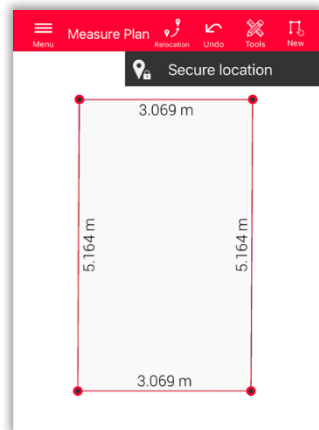 Menu
Measure Plan
Relocation
Undo
Tools
New
Secure location
3.069 m
5.164 m
5.164 m
3.069 m